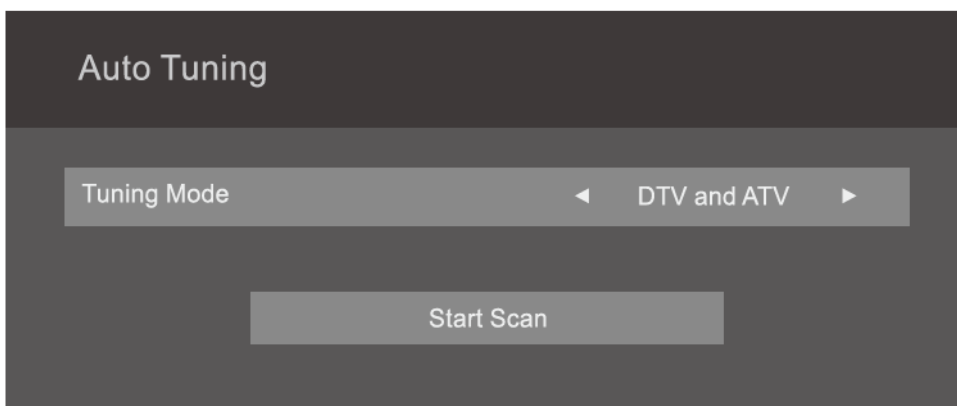 Auto Tuning
Tuning Mode ◄ DTV and ATV ►
Start Scan